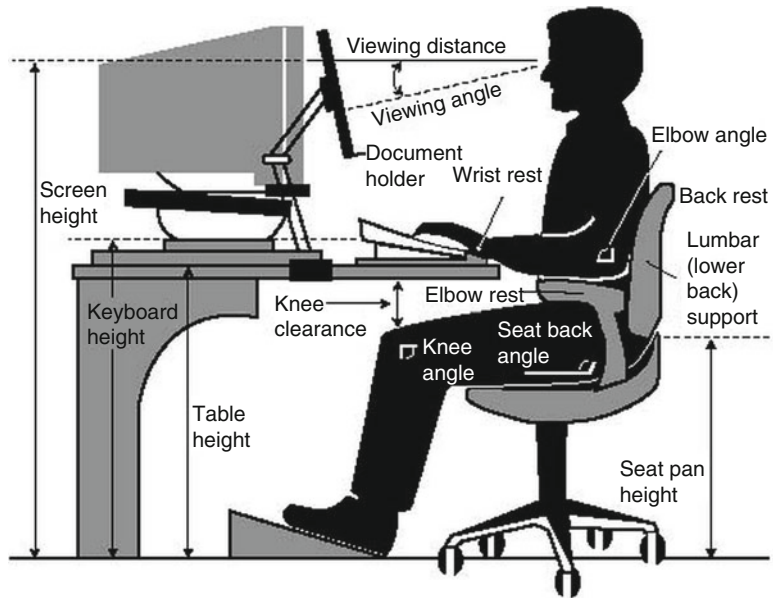 Viewing distance
Viewing angle
Document
holder
Wrist rest
Elbow angle
Back rest
Screen
height
Lumbar
(lower
back)
support
Keyboard
height
Knee
clearance
Elbow rest
Seat back
angle
Knee
angle
Table
height
Seat pan
height